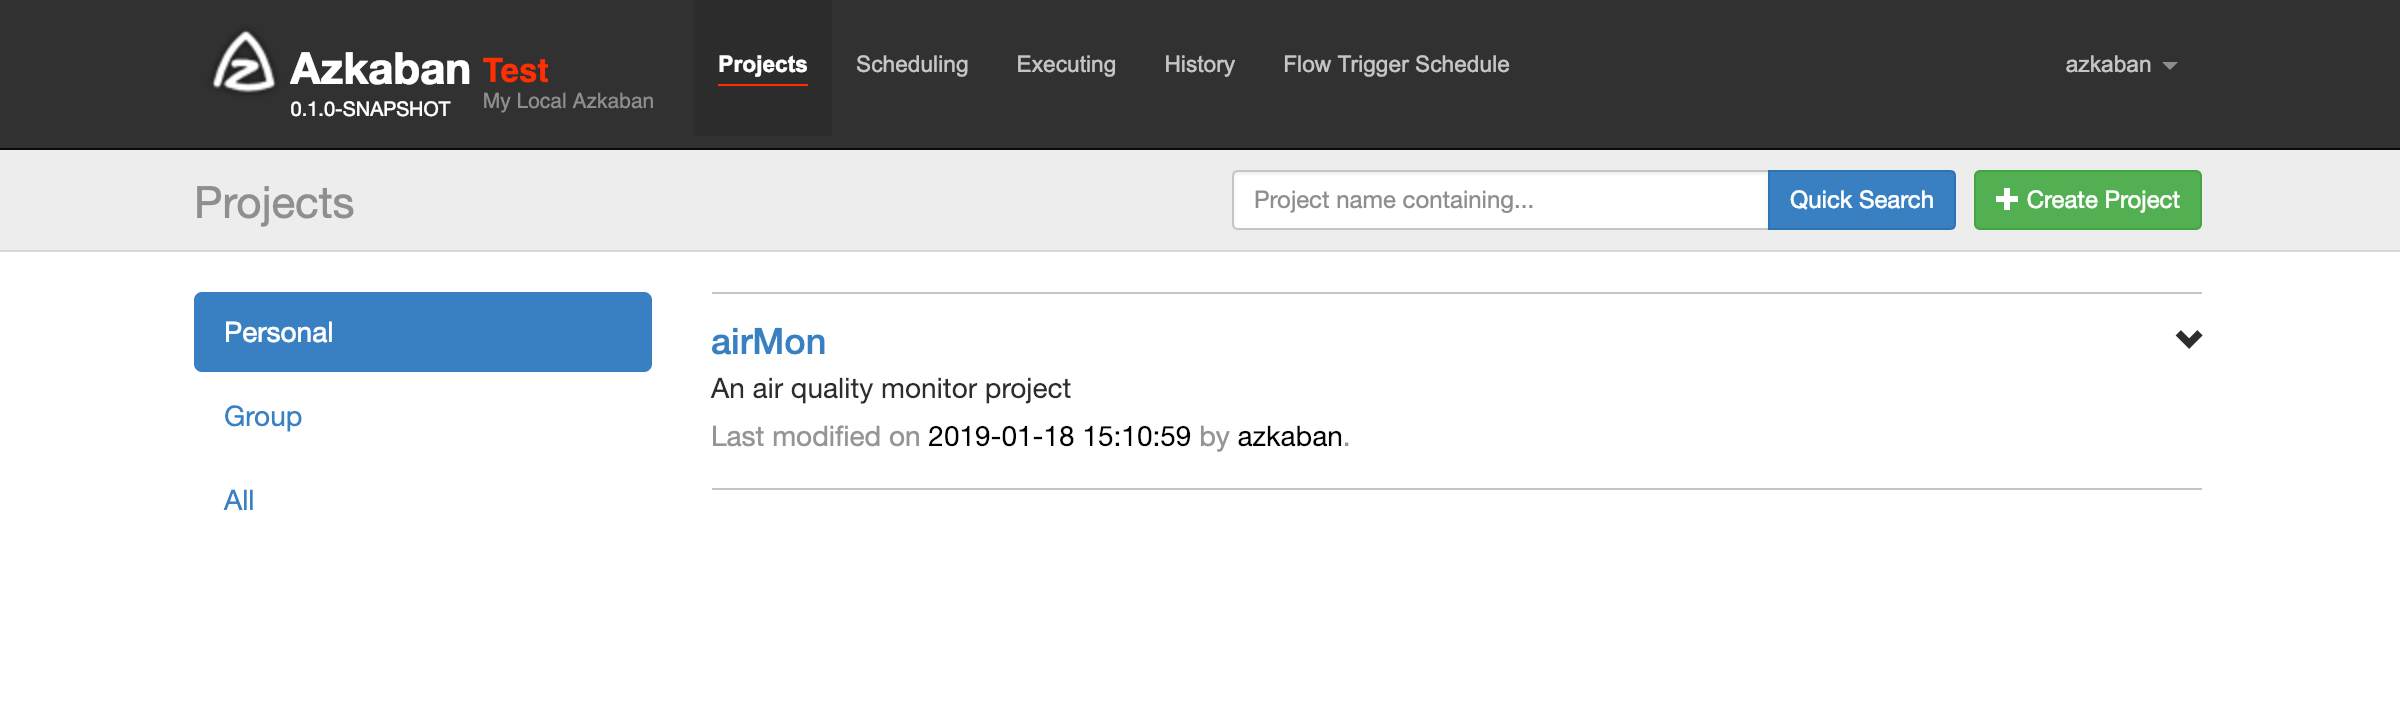 Azkaban Test
0.1.0-SNAPSHOT My Local Azkaban
Projects Scheduling Executing History Flow Trigger Schedule azkaban
Projects Project name containing... Quick Search Create Project
Personal
Group
All
airMon
An air quality monitor project
Last modified on 2019-01-18 15:10:59 by azkaban.